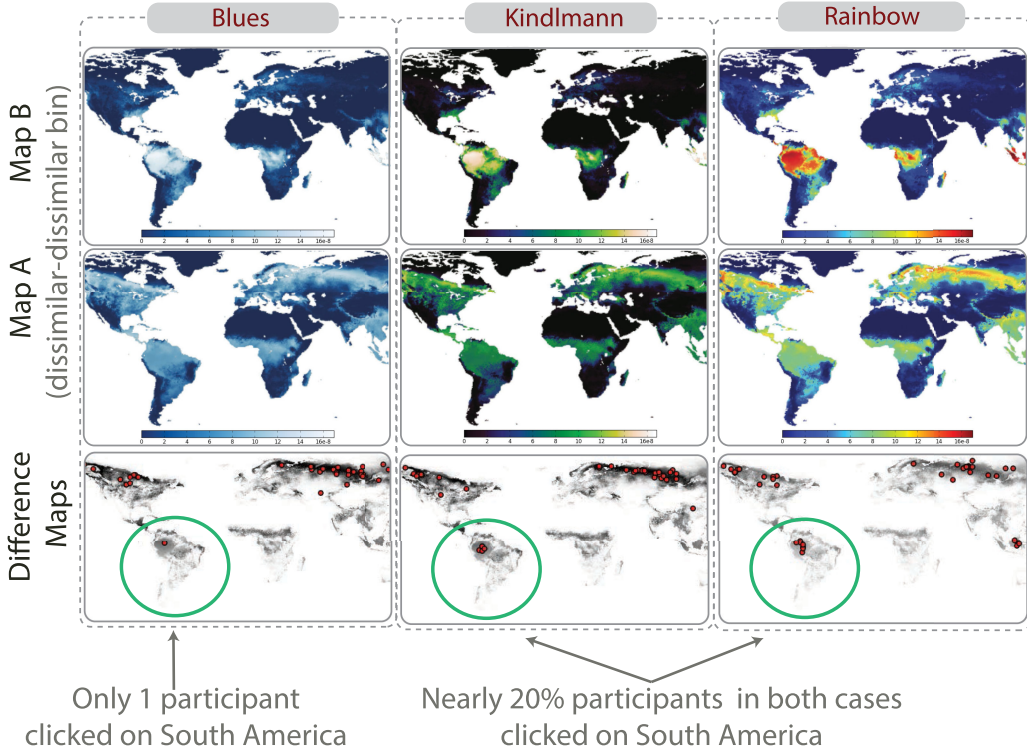 Blues
Kindlmann
Rainbow
Map B
0 2 4 6 8 10 12 14 16e-8
0 2 4 6 8 10 12 14 16e-8
0 2 4 6 8 10 12 14 16e-8
Map A
(dissimilar-dissimilar bin)
0 2 4 6 8 10 12 14 16e-8
0 2 4 6 8 10 12 14 16e-8
0 2 4 6 8 10 12 14 16e-8
Difference
Maps
Only 1 participant
clicked on South America
Nearly 20% participants in both cases
clicked on South America